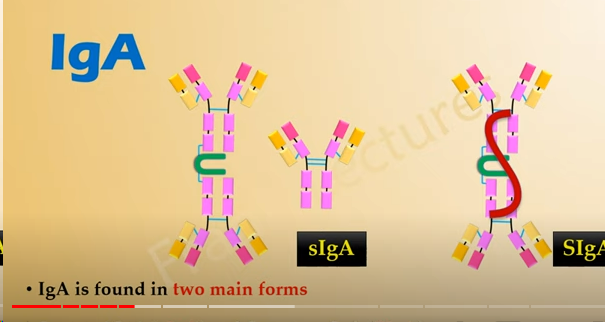 IgA
sIgA
SIgA
• IgA is found in two main forms